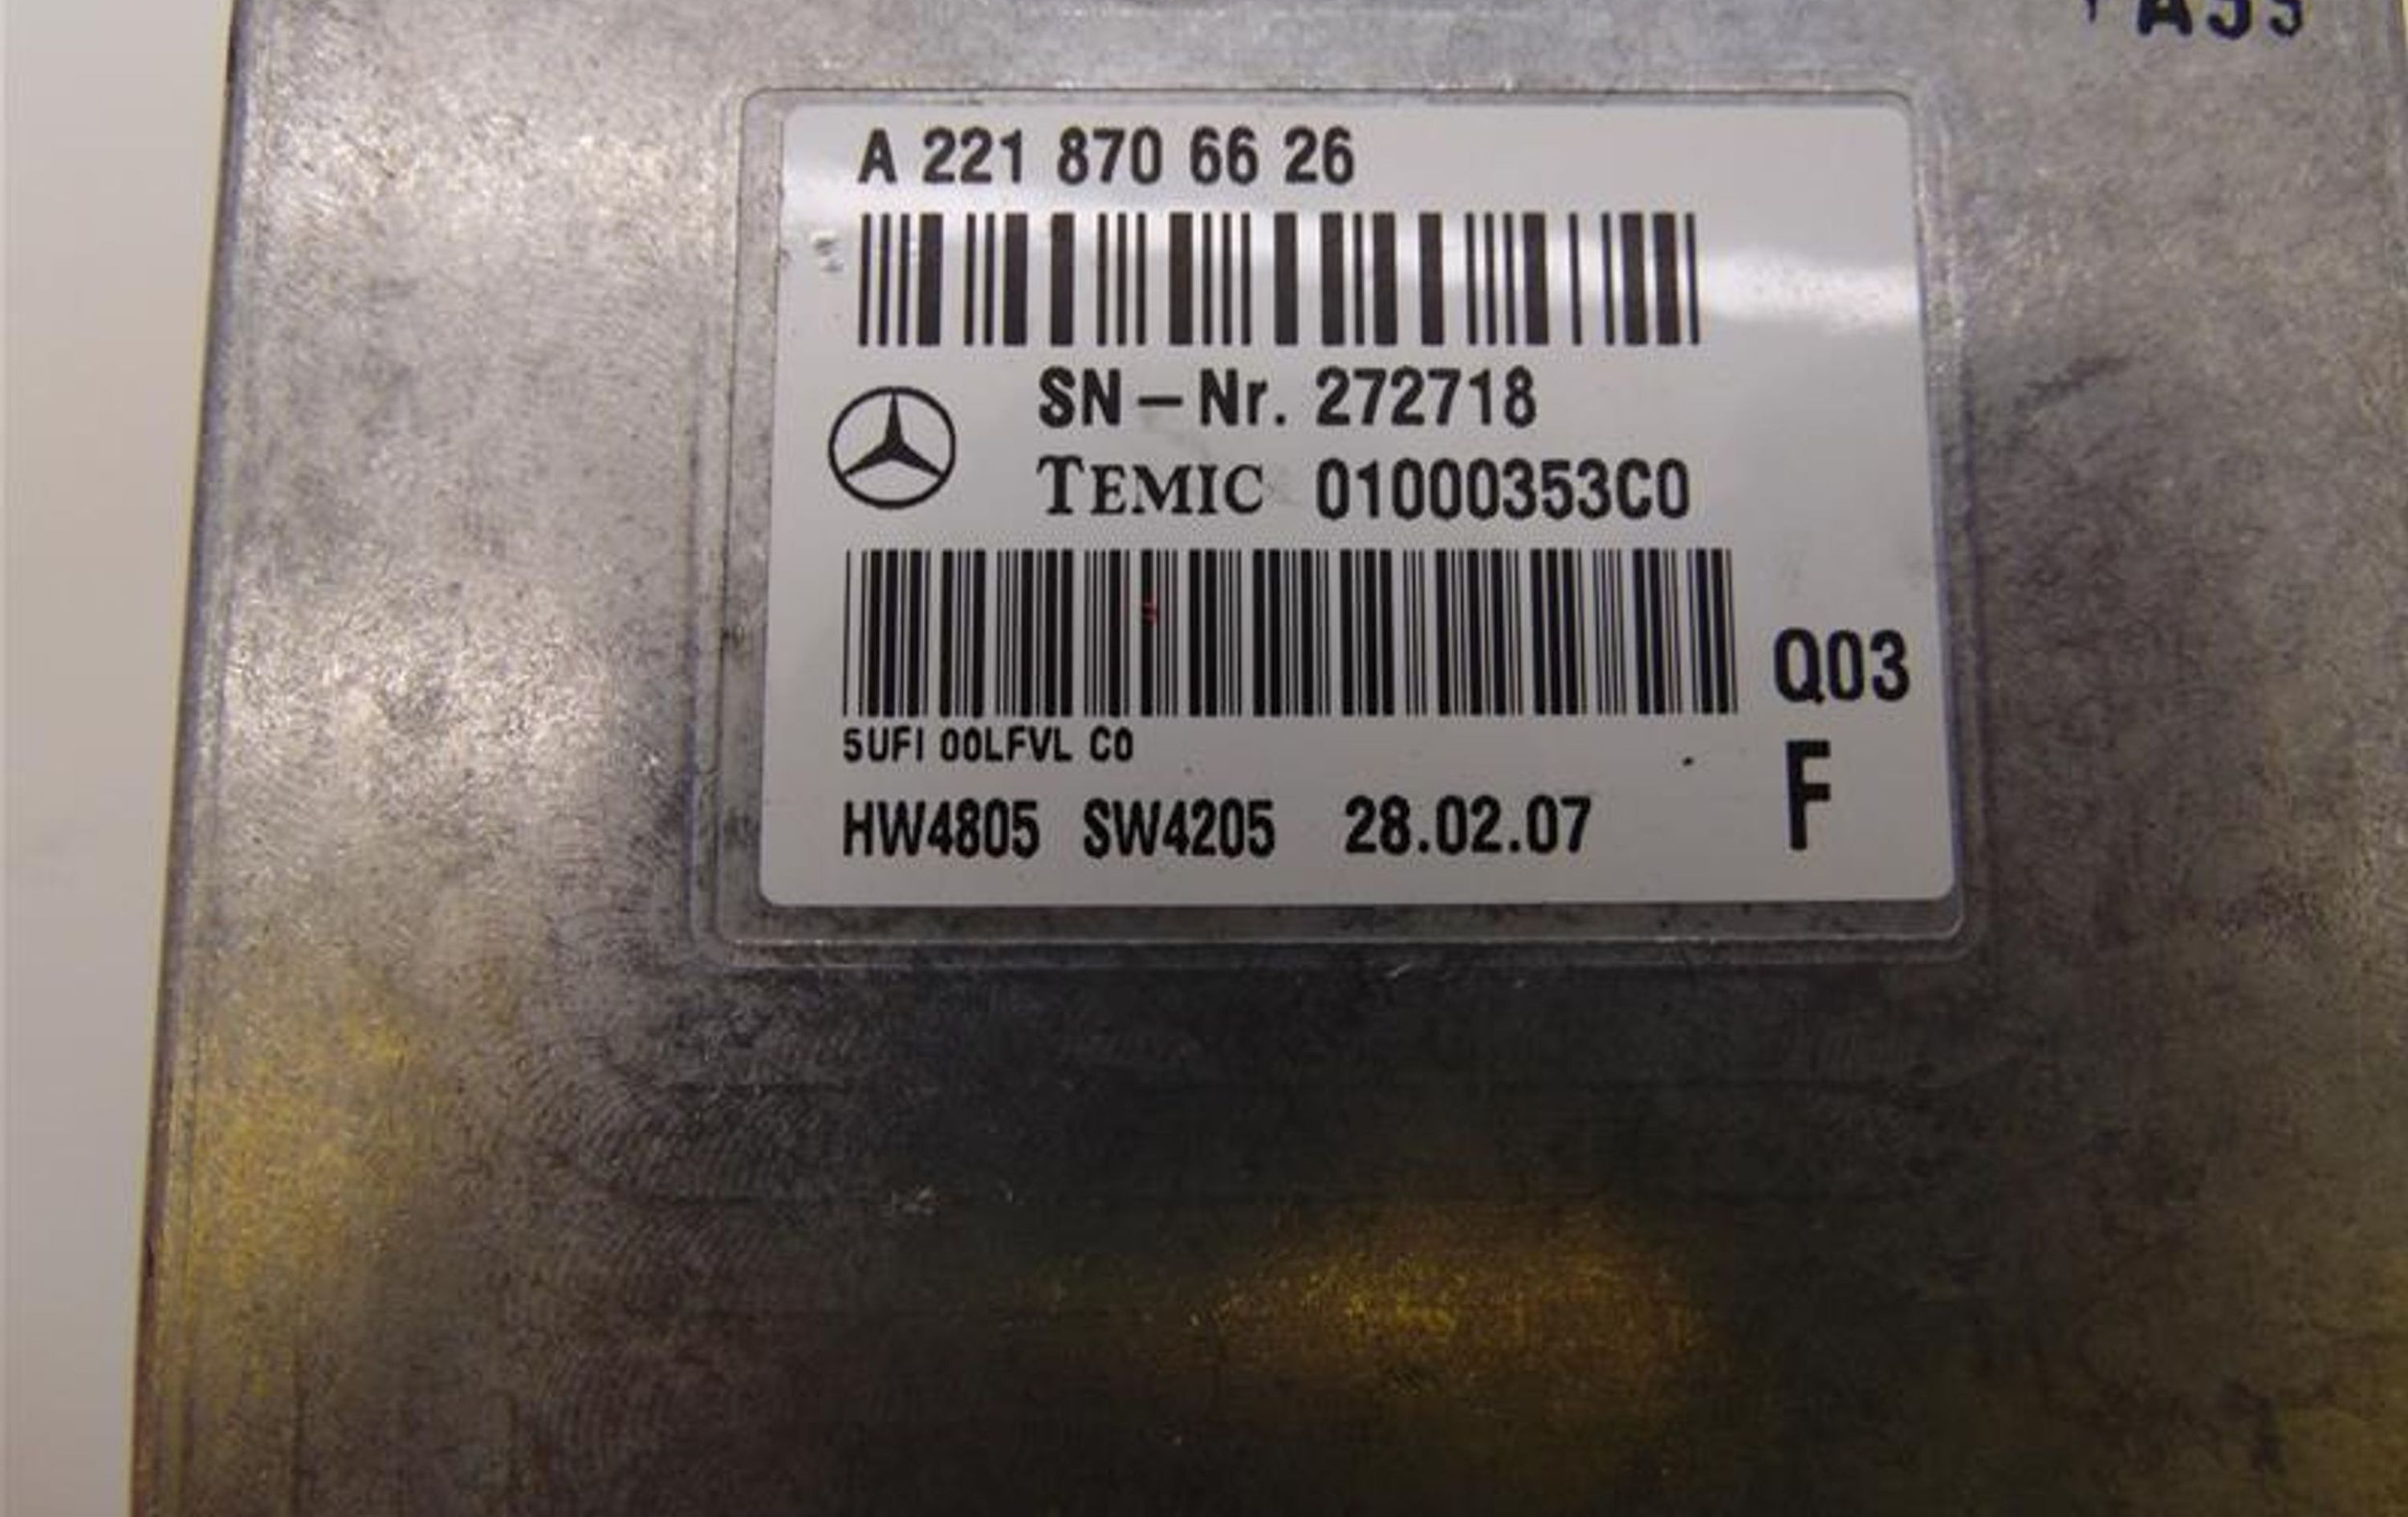 A 221 870 66 26
SN-Nr. 272718
TEMIC 01000353C0
Q03
5UFI 00LFVL C0
F
HW4805 SW4205 28.02.07